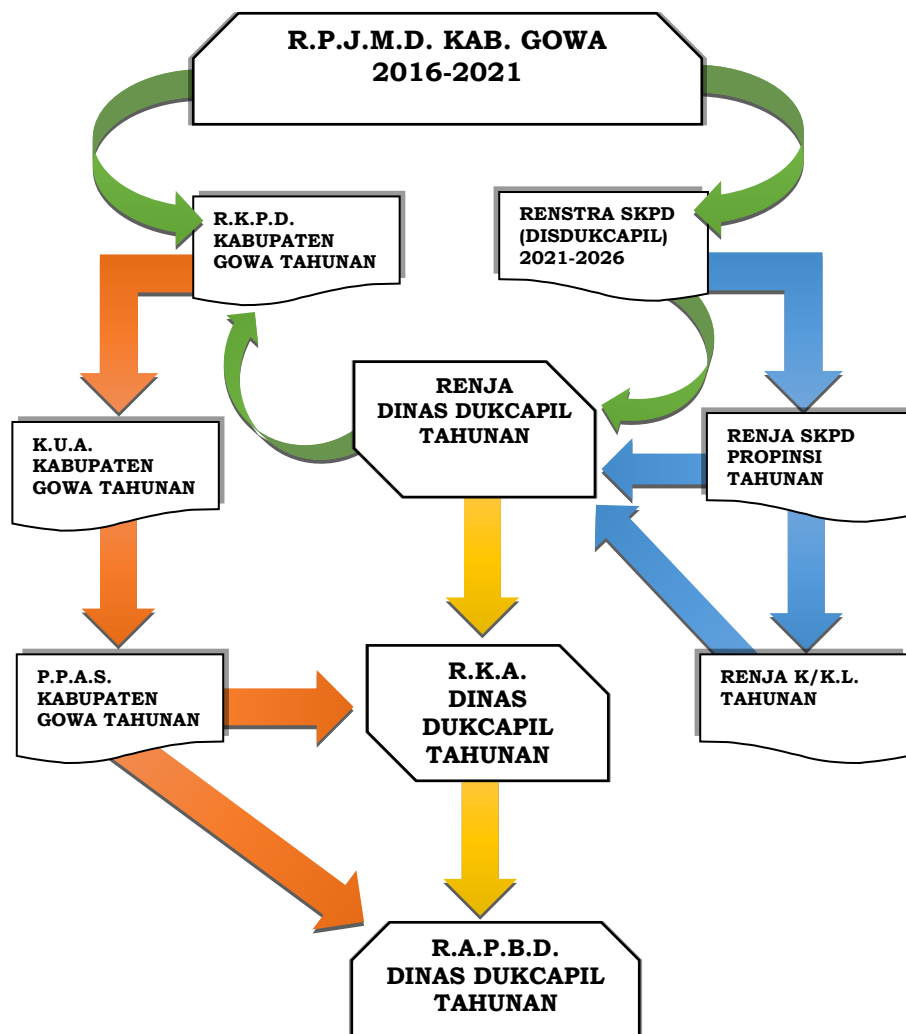 R.P.J.M.D. KAB. GOWA
2016-2021
R.K.P.D.
KABUPATEN
GOWA TAHUNAN
RENSTRA SKPD
(DISDUKCAPIL)
2021-2026
RENJA
DINAS DUKCAPIL
TAHUNAN
K.U.A.
KABUPATEN
GOWA TAHUNAN
RENJA SKPD
PROPINSI
TAHUNAN
P.P.A.S.
KABUPATEN
GOWA TAHUNAN
R.K.A.
DINAS
DUKCAPIL
TAHUNAN
RENJA K/K.L.
TAHUNAN
R.A.P.B.D.
DINAS DUKCAPIL
TAHUNAN